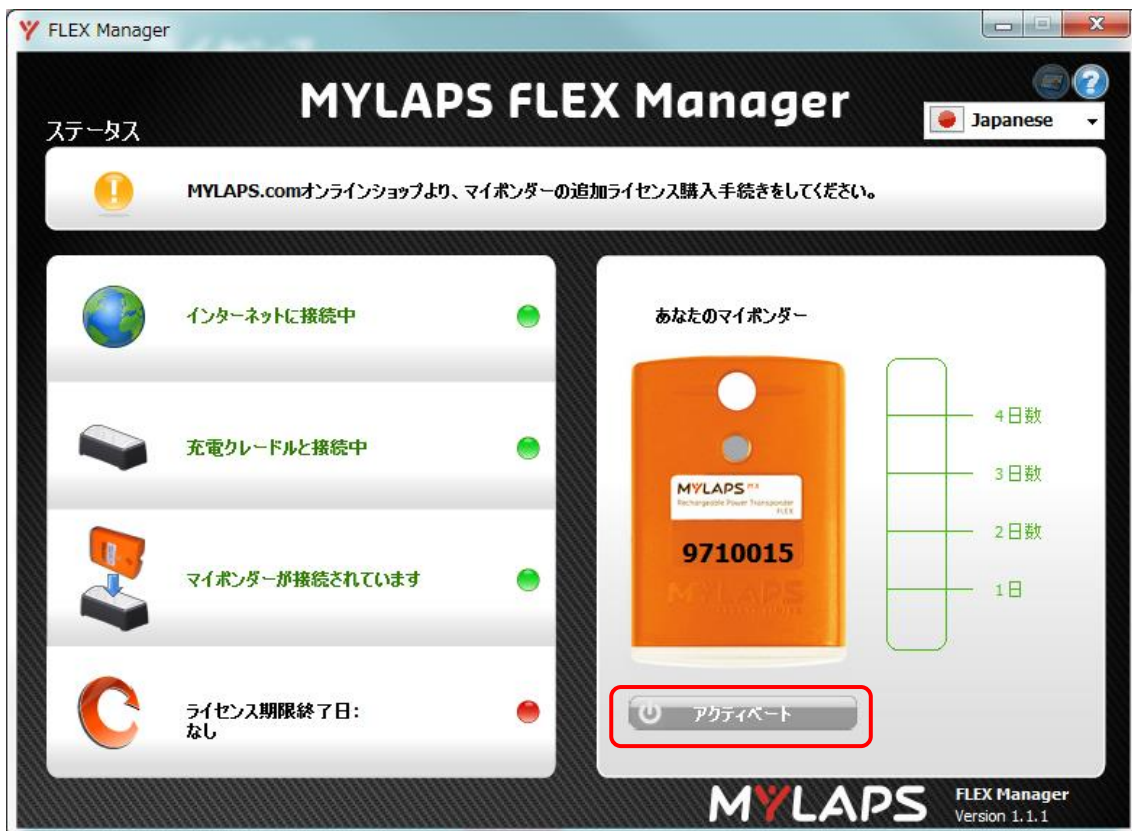 FLEX Manager
MYLAPS FLEX Manager
ステータス
Japanese
MYLAPS.comオンラインショップより、マイポンダーの追加ライセンス購入手続きをしてください。
インターネットに接続中
充電クレードルと接続中
マイポンダーが接続されています
ライセンス期限終了日:
なし
あなたのマイポンダー
MYLAPS MX
Rechargeable Power Transponder
FLEX
9710015
MYLAPS
4日数
3日数
2日数
1日
アクティベート
MYLAPS
FLEX Manager
Version 1.1.1